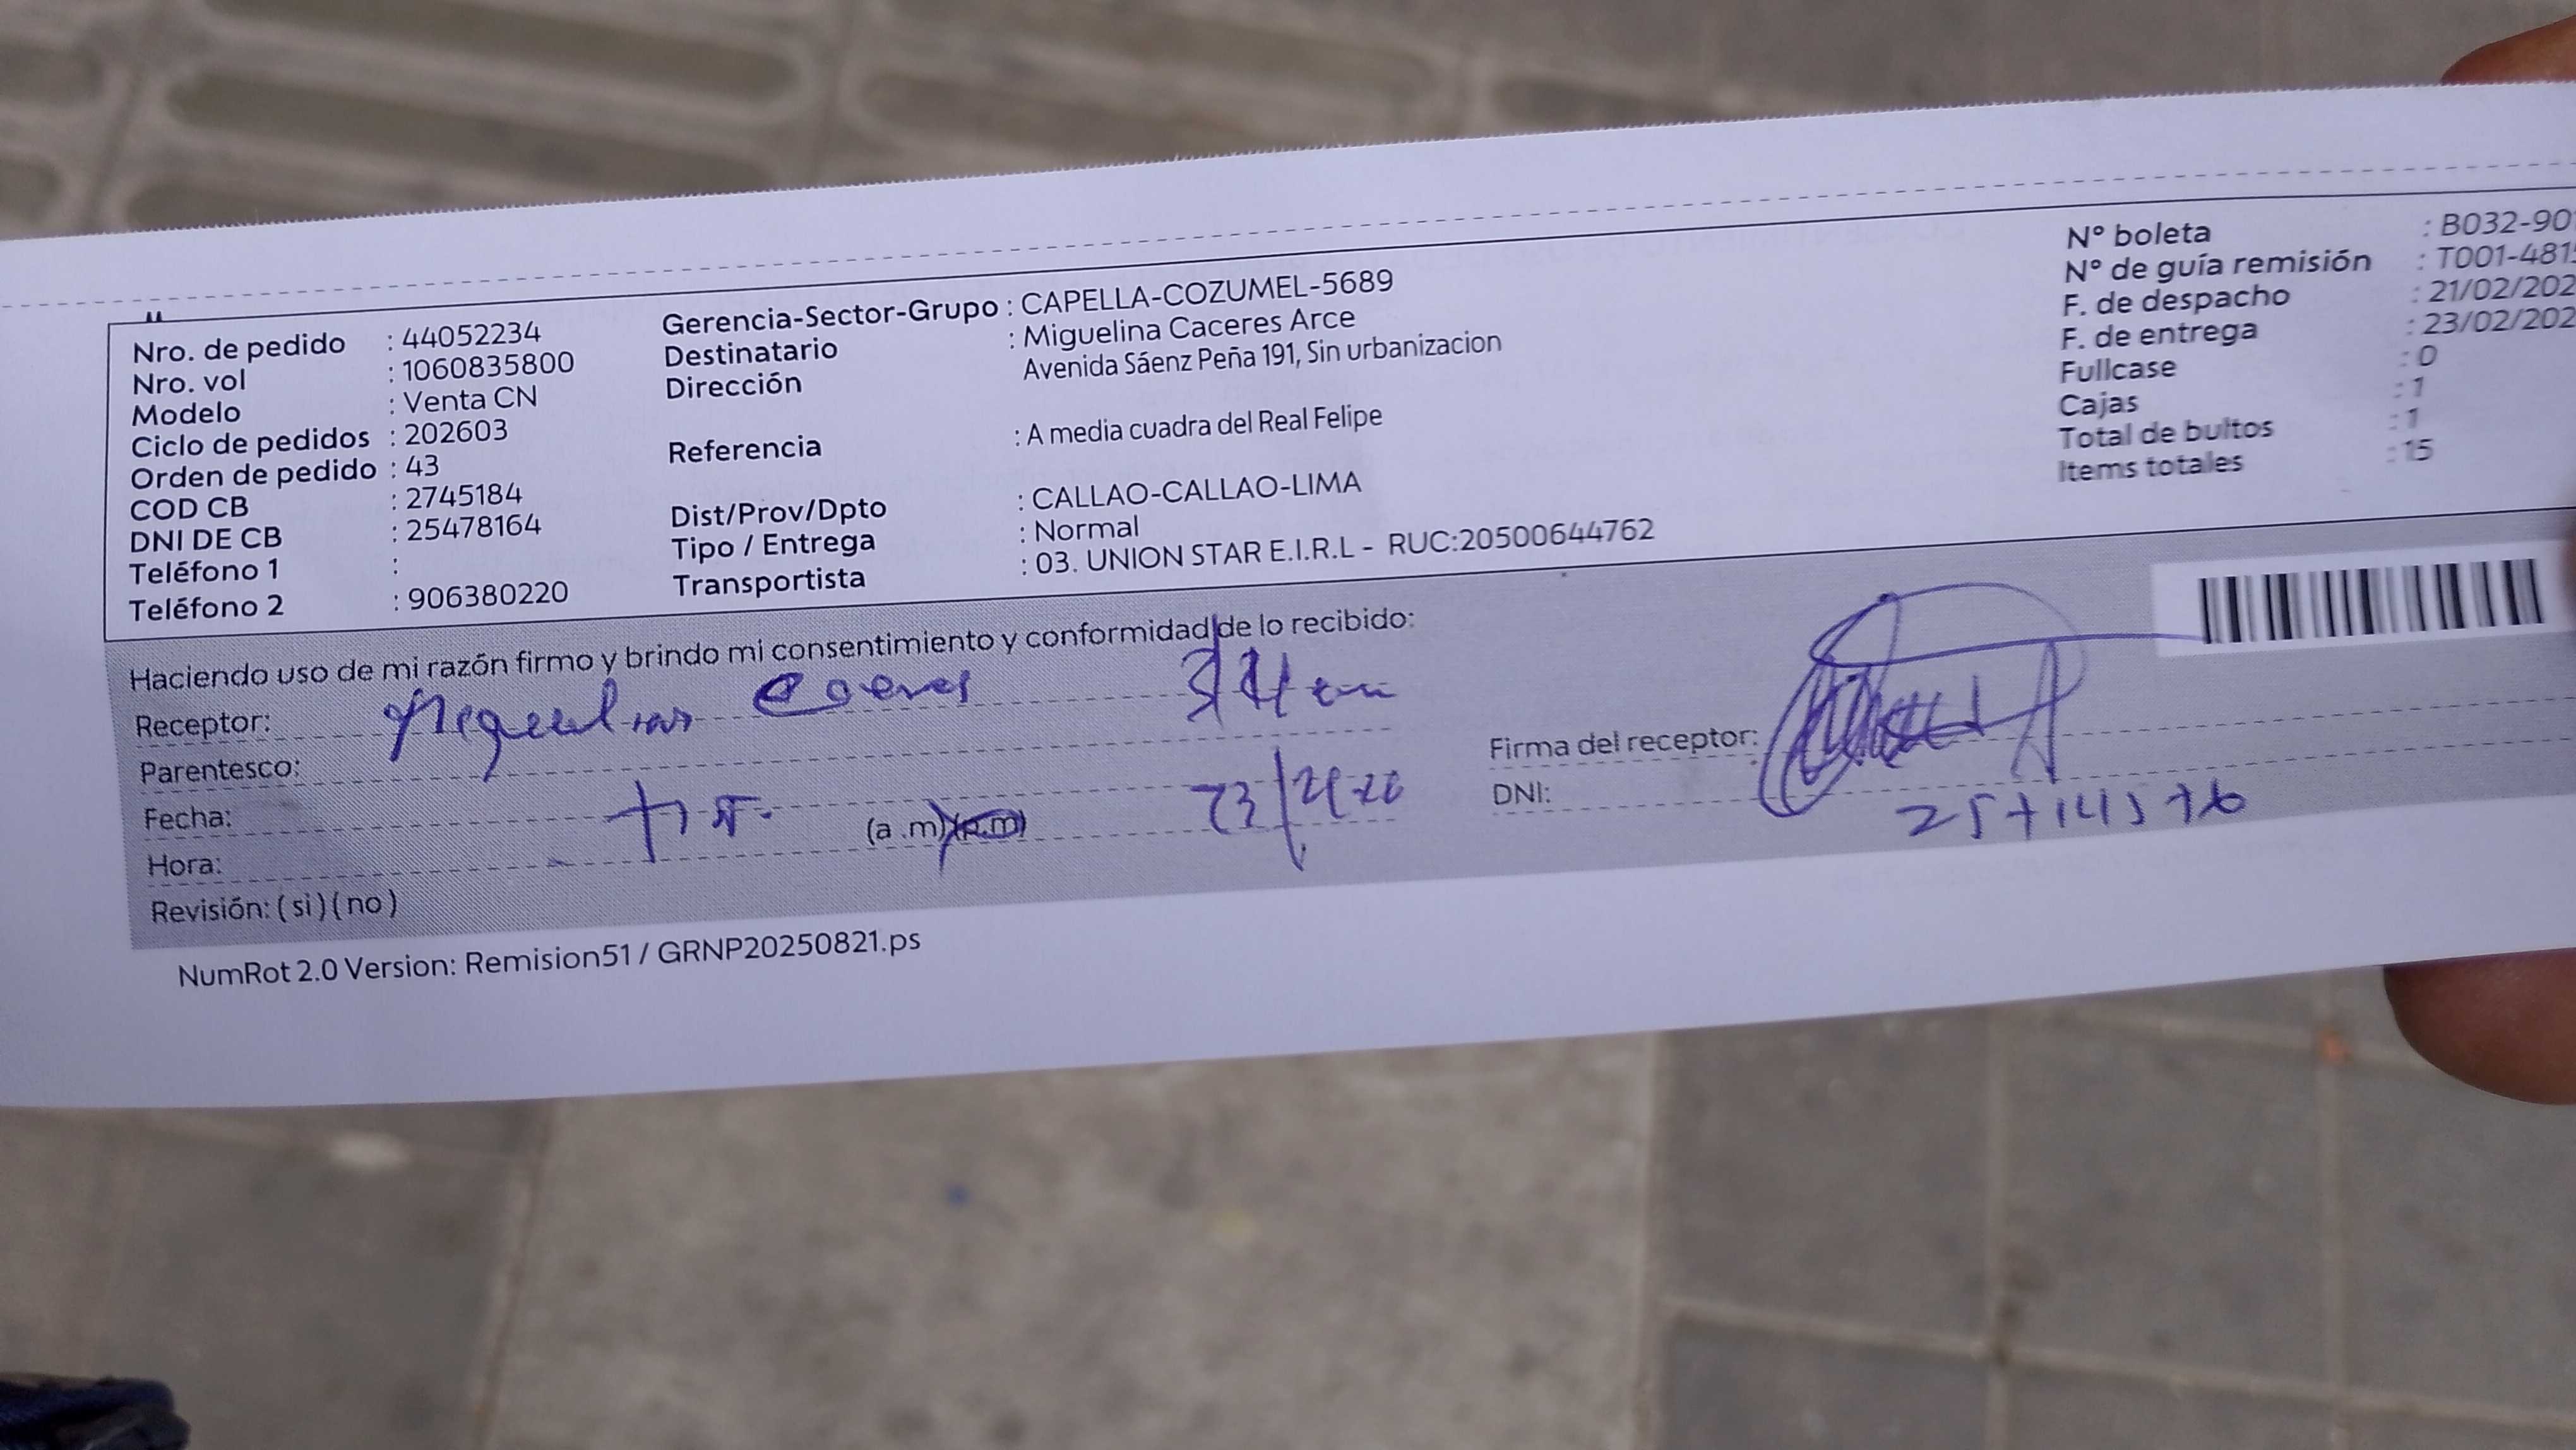 Nro. de pedido : 44052234
Nro. vol : 1060835800
Modelo : Venta CN
Ciclo de pedidos : 202603
Orden de pedido : 43
COD CB : 2745184
DNI DE CB : 25478164
Teléfono 1 :
Teléfono 2 : 906380220
Gerencia-Sector-Grupo : CAPELLA-COZUMEL-5689
Destinatario : Miguelina Caceres Arce
Dirección Avenida Sáenz Peña 191, Sin urbanizacion
Referencia : A media cuadra del Real Felipe
Dist/Prov/Dpto : CALLAO-CALLAO-LIMA
Tipo / Entrega : Normal
Transportista : 03. UNION STAR E.I.R.L - RUC:20500644762
N° boleta : B032-90
N° de guía remisión : T001-481
F. de despacho : 21/02/202
F. de entrega : 23/02/202
Fullcase : 0
Cajas : 1
Total de bultos : 1
Items totales : 15
Haciendo uso de mi razón firmo y brindo mi consentimiento y conformidad de lo recibido:
Receptor:
Parentesco:
Fecha:
Hora: (a .m)(p.m)
Revisión: ( si ) ( no )
Firma del receptor:
DNI:
NumRot 2.0 Version: Remision51 / GRNP20250821.ps